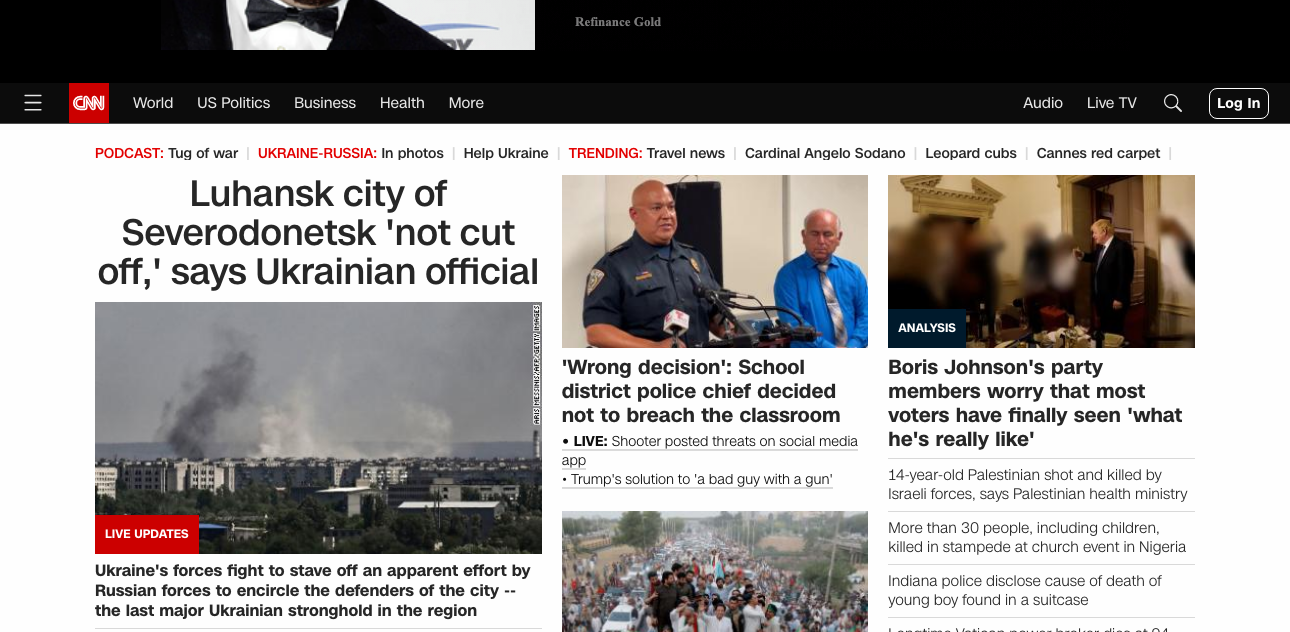 Refinance Gold
CNN World US Politics Business Health More Audio Live TV Log In
PODCAST: Tug of war | UKRAINE-RUSSIA: In photos | Help Ukraine | TRENDING: Travel news | Cardinal Angelo Sodano | Leopard cubs | Cannes red carpet |
Luhansk city of
Severodonetsk 'not cut
off,' says Ukrainian official
ARIS MESSINIS/AFP/GETTY IMAGES
LIVE UPDATES
Ukraine's forces fight to stave off an apparent effort by
Russian forces to encircle the defenders of the city --
the last major Ukrainian stronghold in the region
'Wrong decision': School
district police chief decided
not to breach the classroom
• LIVE: Shooter posted threats on social media
app
• Trump's solution to 'a bad guy with a gun'
ANALYSIS
Boris Johnson's party
members worry that most
voters have finally seen 'what
he's really like'
14-year-old Palestinian shot and killed by
Israeli forces, says Palestinian health ministry
More than 30 people, including children,
killed in stampede at church event in Nigeria
Indiana police disclose cause of death of
young boy found in a suitcase